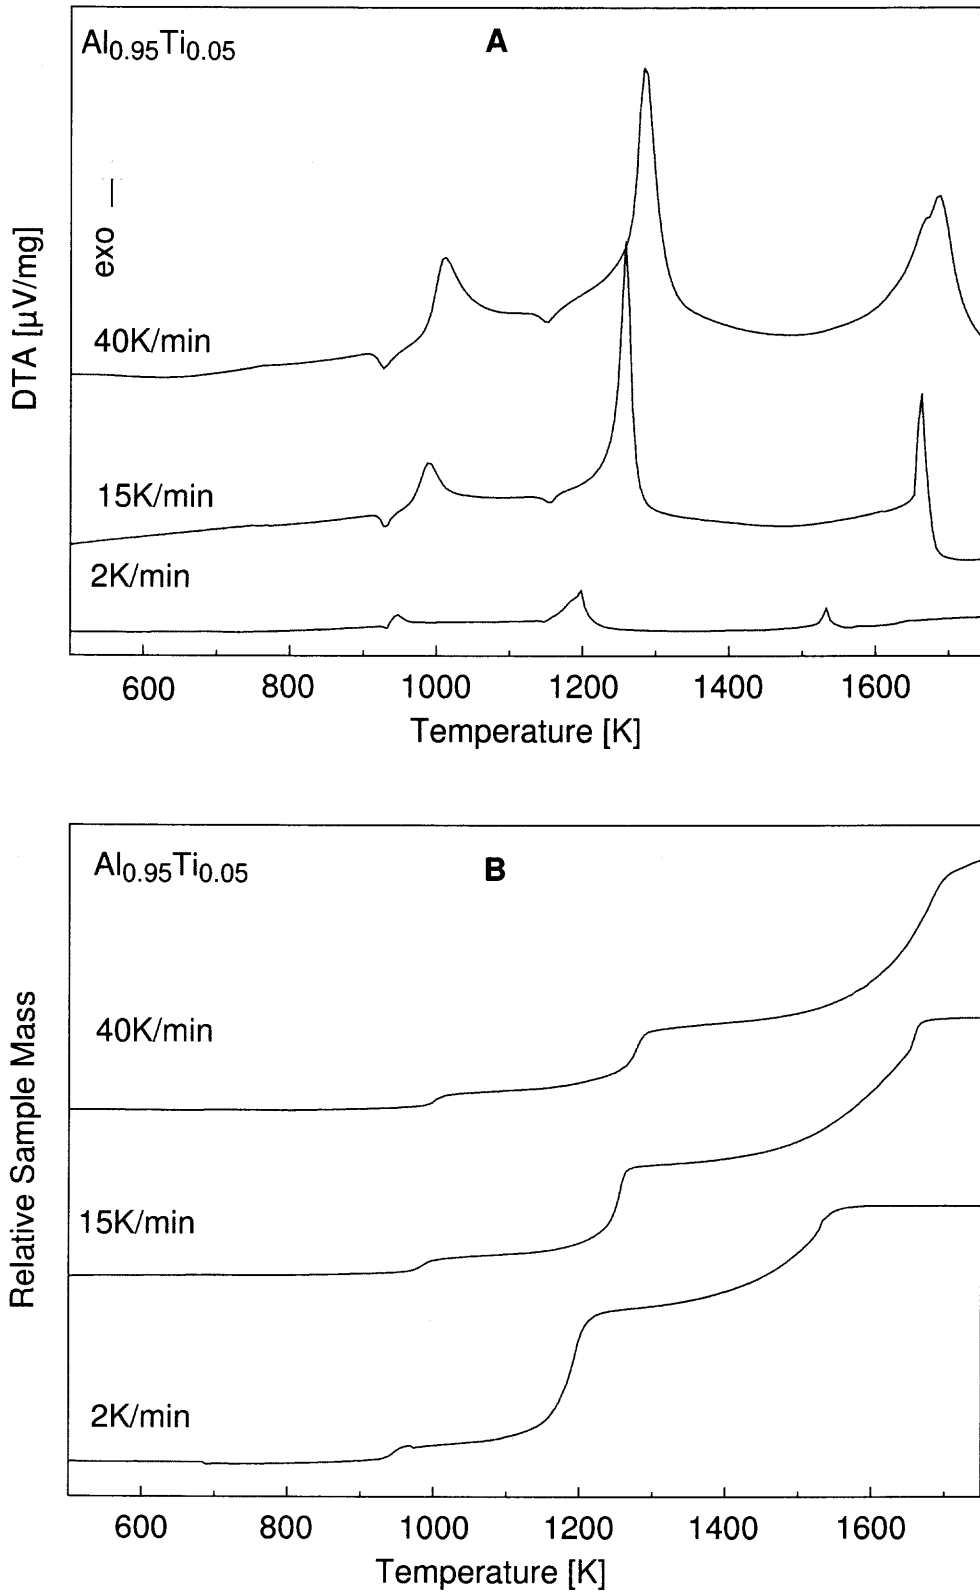 Al0.95Ti0.05
A
exo —
DTA [µV/mg]
40K/min
15K/min
2K/min
600 800 1000 1200 1400 1600
Temperature [K]
Al0.95Ti0.05
B
Relative Sample Mass
40K/min
15K/min
2K/min
600 800 1000 1200 1400 1600
Temperature [K]